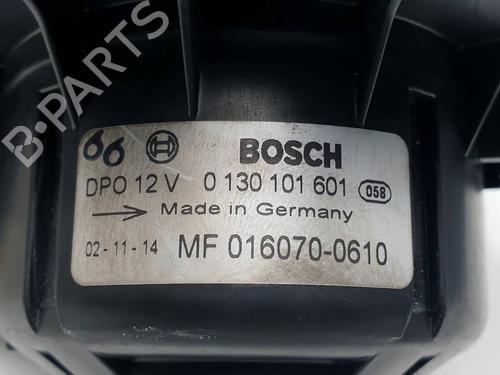 B-PARTS
66 BOSCH
DPO 12 V 0 130 101 601 058
Made in Germany
02-11-14 MF 016070-0610